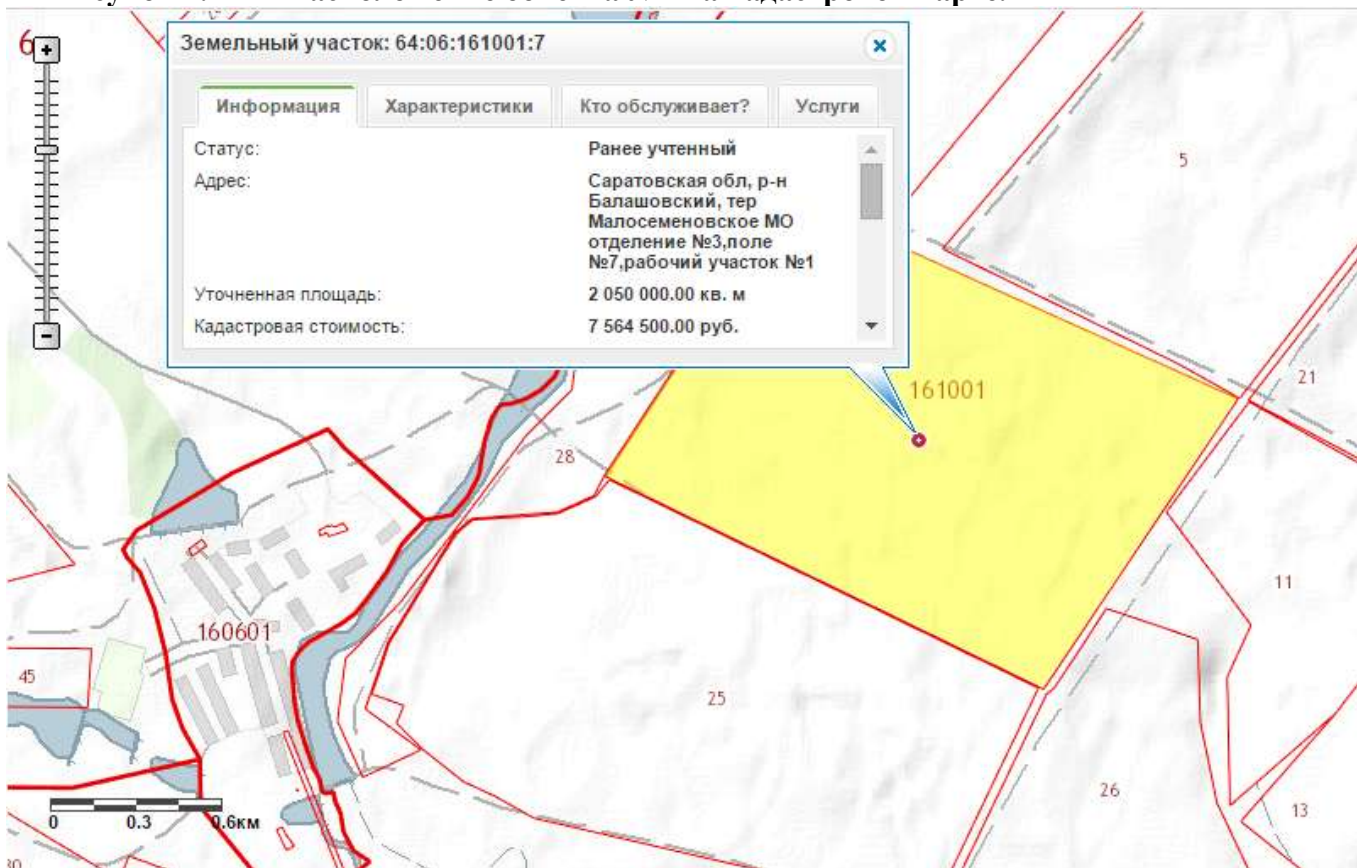 6
Земельный участок: 64:06:161001:7
Информация
Характеристики
Кто обслуживает?
Услуги
Статус:
Ранее учтенный
Адрес:
Саратовская обл, р-н
Балашовский, тер
Малосеменовское МО
отделение №3,поле
№7,рабочий участок №1
Уточненная площадь:
2 050 000.00 кв. м
Кадастровая стоимость:
7 564 500.00 руб.
5
21
161001
28
11
160601
45
25
26
13
0
0.3
0.6км